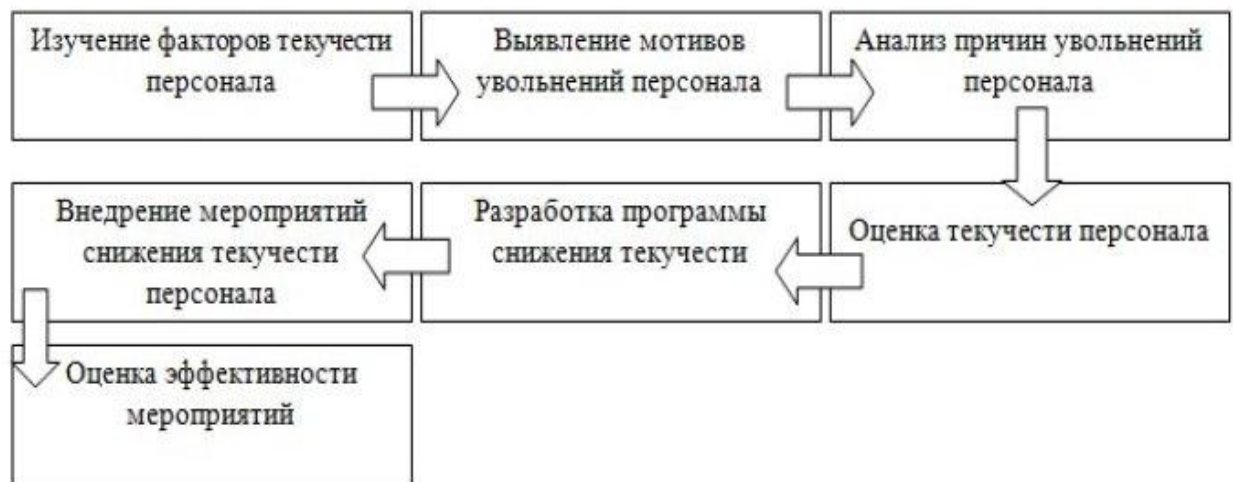 Изучение факторов текучести
персонала
Выявление мотивов
увольнений персонала
Анализ причин увольнений
персонала
Оценка текучести персонала
Разработка программы
снижения текучести
Внедрение мероприятий
снижения текучести
персонала
Оценка эффективности
мероприятий